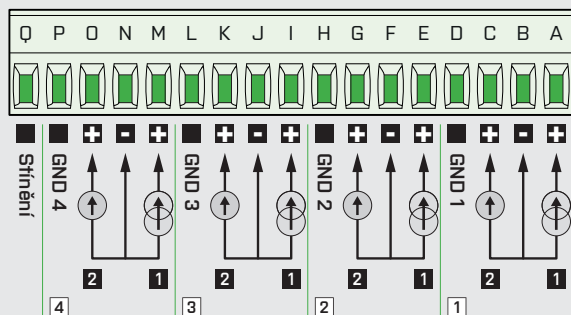 Q P O N M L K J I H G F E D C B A
+ - + + - + + - + + - +
Stínění GND 4 GND 3 GND 2 GND 1
2 1 2 1 2 1 2 1
4 3 2 1